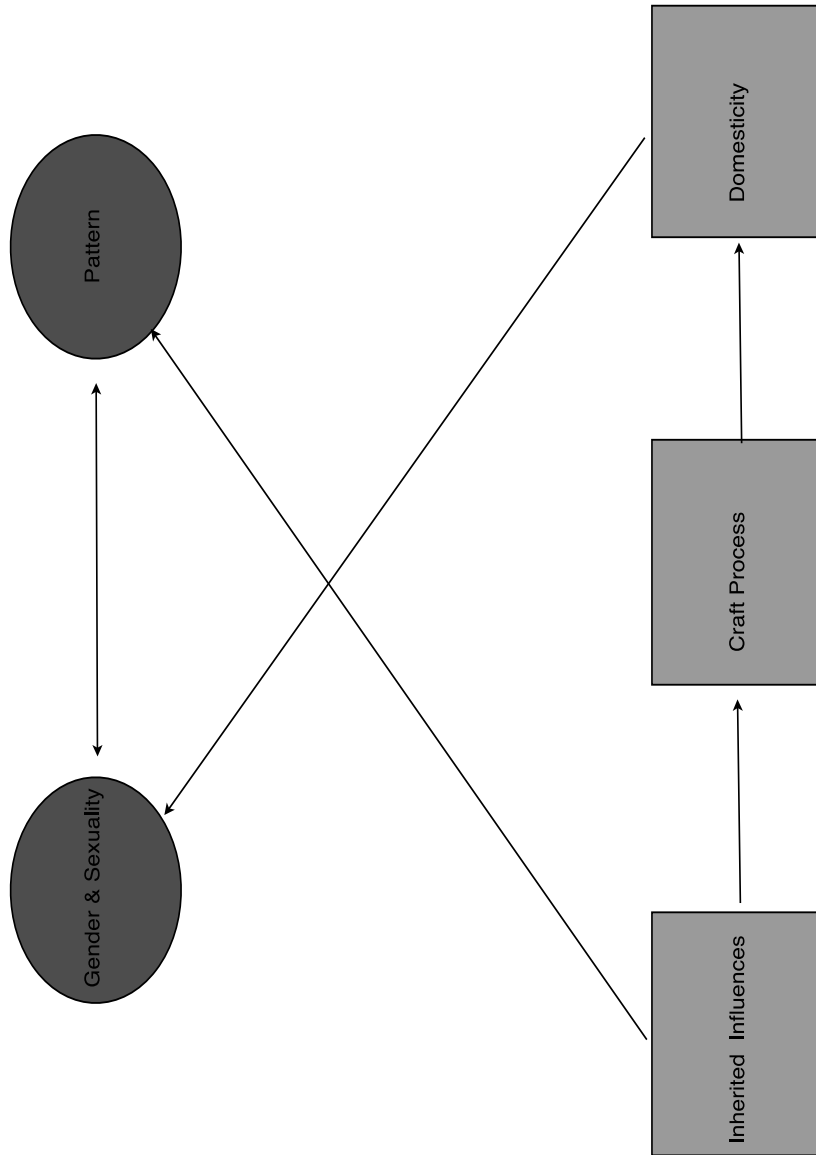 Gender & Sexuality
Pattern
Inherited Influences
Craft Process
Domesticity